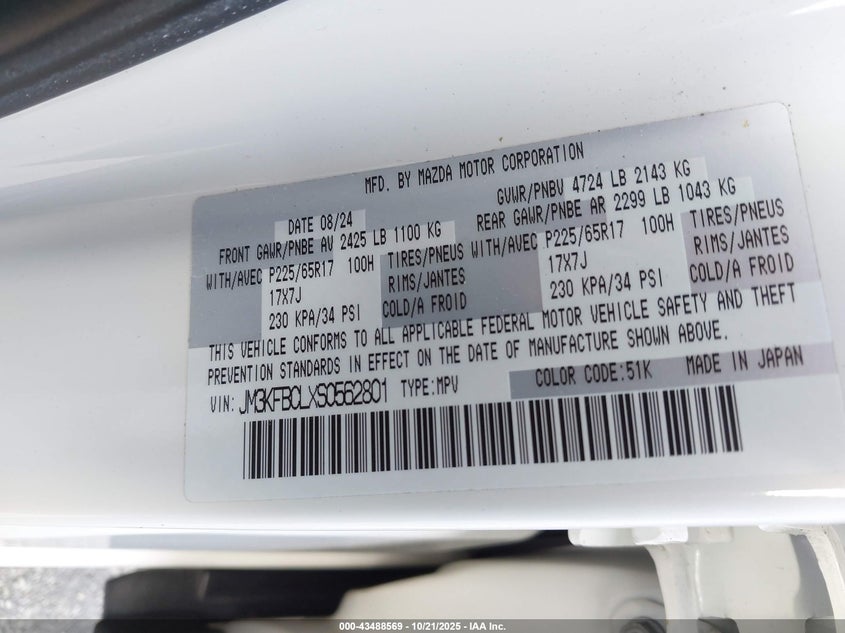 MFD. BY MAZDA MOTOR CORPORATION
DATE 08/24 GVWR/PNBV 4724 LB 2143 KG
FRONT GAWR/PNBE AV 2425 LB 1100 KG REAR GAWR/PNBE AR 2299 LB 1043 KG
WITH/AVEC P225/65R17 100H TIRES/PNEUS WITH/AVEC P225/65R17 100H TIRES/PNEUS
17X7J RIMS/JANTES 17X7J RIMS/JANTES
230 KPA/34 PSI COLD/A FROID 230 KPA/34 PSI COLD/A FROID
THIS VEHICLE CONFORMS TO ALL APPLICABLE FEDERAL MOTOR VEHICLE SAFETY AND THEFT
PREVENTION STANDARDS IN EFFECT ON THE DATE OF MANUFACTURE SHOWN ABOVE.
VIN: JM3KFBCLXS0562801 TYPE:MPV COLOR CODE:51K MADE IN JAPAN
000-43488569 • 10/21/2025 • IAA Inc.